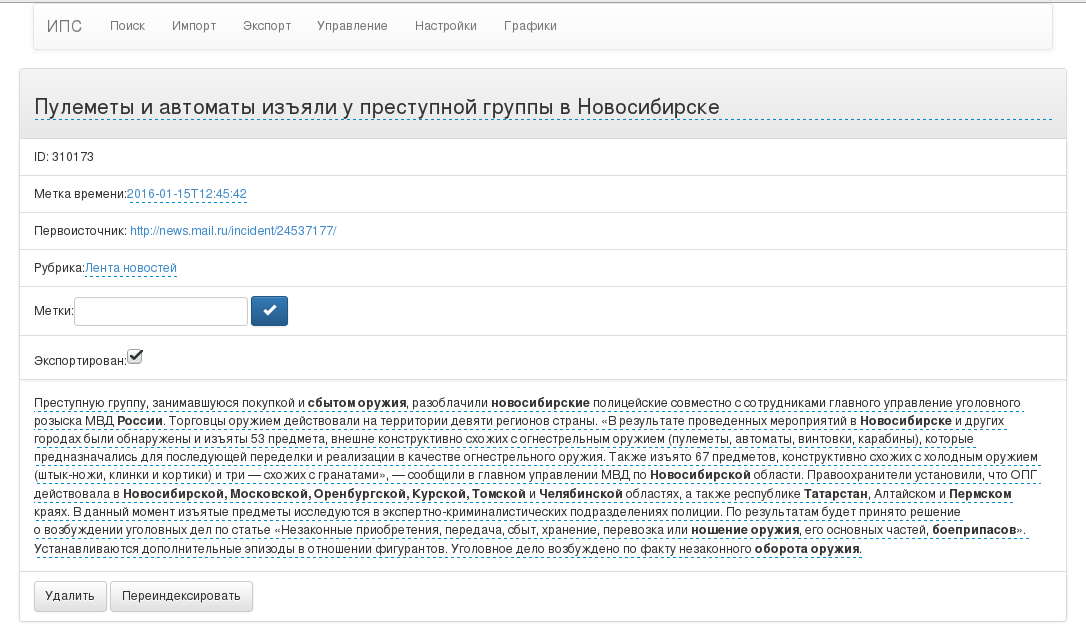 ИПС Поиск Импорт Экспорт Управление Настройки Графики
Пулеметы и автоматы изъяли у преступной группы в Новосибирске
ID: 310173
Метка времени:2016-01-15T12:45:42
Первоисточник: http://news.mail.ru/incident/24537177/
Рубрика:Лента новостей
Метки:
Экспортирован:
Преступную группу, занимавшуюся покупкой и сбытом оружия, разоблачили новосибирские полицейские совместно с сотрудниками главного управление уголовного
розыска МВД России. Торговцы оружием действовали на территории девяти регионов страны. «В результате проведенных мероприятий в Новосибирске и других
городах были обнаружены и изъяты 53 предмета, внешне конструктивно схожих с огнестрельным оружием (пулеметы, автоматы, винтовки, карабины), которые
предназначались для последующей переделки и реализации в качестве огнестрельного оружия. Также изъято 67 предметов, конструктивно схожих с холодным оружием
(штык-ножи, клинки и кортики) и три — схожих с гранатами», — сообщили в главном управлении МВД по Новосибирской области. Правоохранители установили, что ОПГ
действовала в Новосибирской, Московской, Оренбургской, Курской, Томской и Челябинской областях, а также республике Татарстан, Алтайском и Пермском
краях. В данный момент изъятые предметы исследуются в экспертно-криминалистических подразделениях полиции. По результатам будет принято решение
о возбуждении уголовных дел по статье «Незаконные приобретения, передача, сбыт, хранение, перевозка или ношение оружия, его основных частей, боеприпасов».
Устанавливаются дополнительные эпизоды в отношении фигурантов. Уголовное дело возбуждено по факту незаконного оборота оружия.
Удалить Переиндексировать